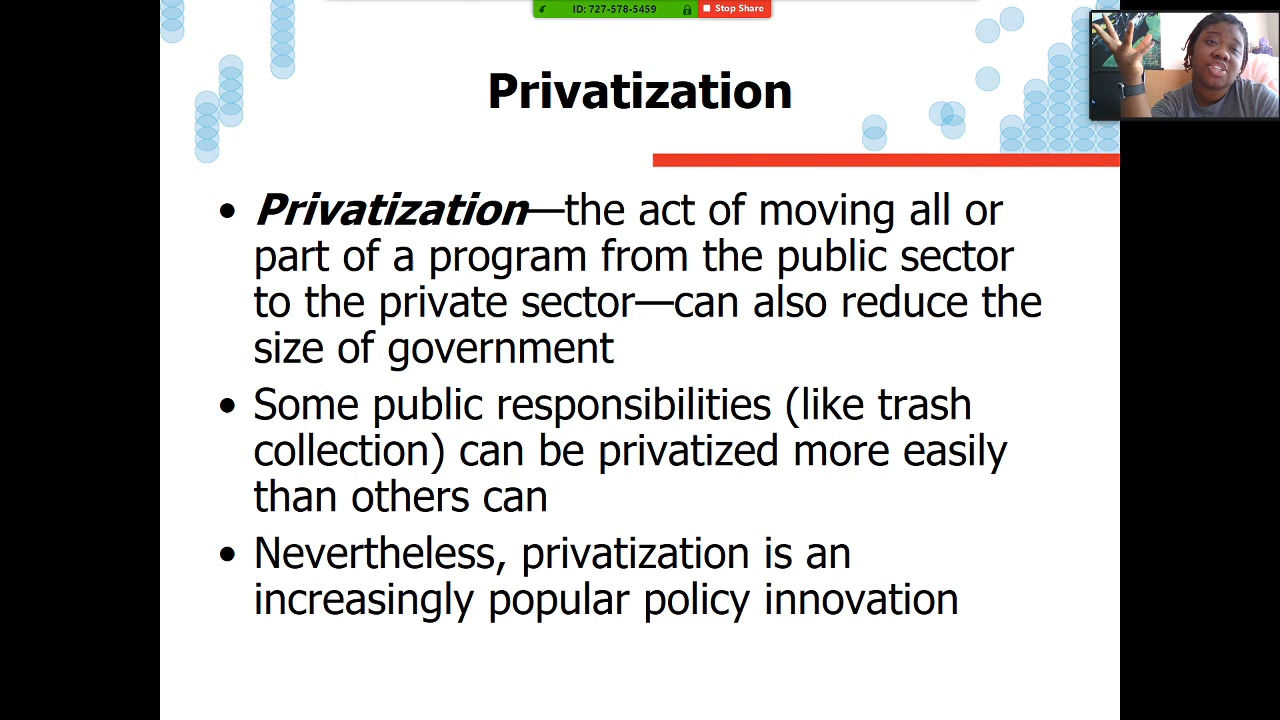 ID: 727-578-5459 Stop Share
Privatization
• Privatization—the act of moving all or
part of a program from the public sector
to the private sector—can also reduce the
size of government
• Some public responsibilities (like trash
collection) can be privatized more easily
than others can
• Nevertheless, privatization is an
increasingly popular policy innovation